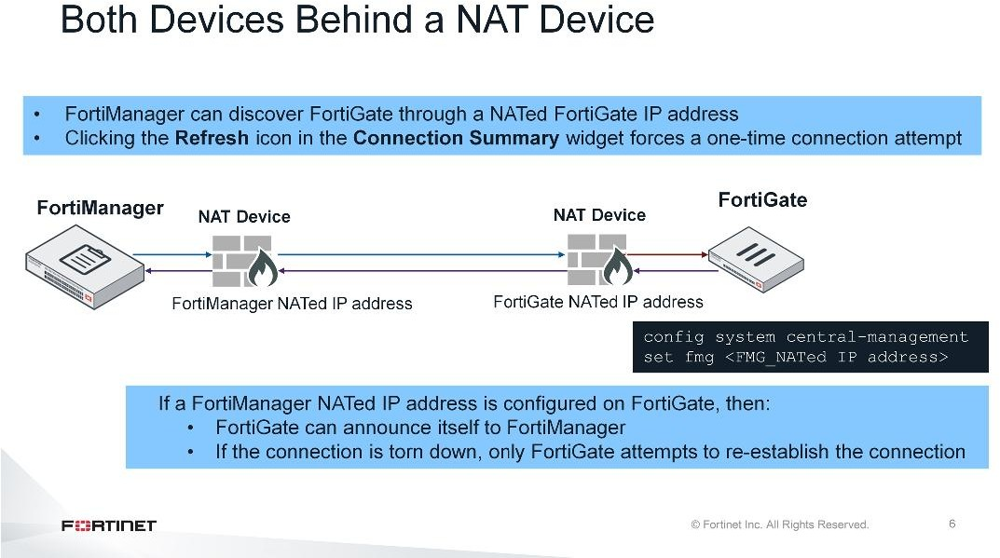 Both Devices Behind a NAT Device
• FortiManager can discover FortiGate through a NATed FortiGate IP address
• Clicking the Refresh icon in the Connection Summary widget forces a one-time connection attempt
FortiManager
NAT Device
NAT Device
FortiGate
FortiManager NATed IP address
FortiGate NATed IP address
config system central-management
set fmg <FMG_NATed IP address>
If a FortiManager NATed IP address is configured on FortiGate, then:
• FortiGate can announce itself to FortiManager
• If the connection is torn down, only FortiGate attempts to re-establish the connection
FORTINET
© Fortinet Inc. All Rights Reserved.
6